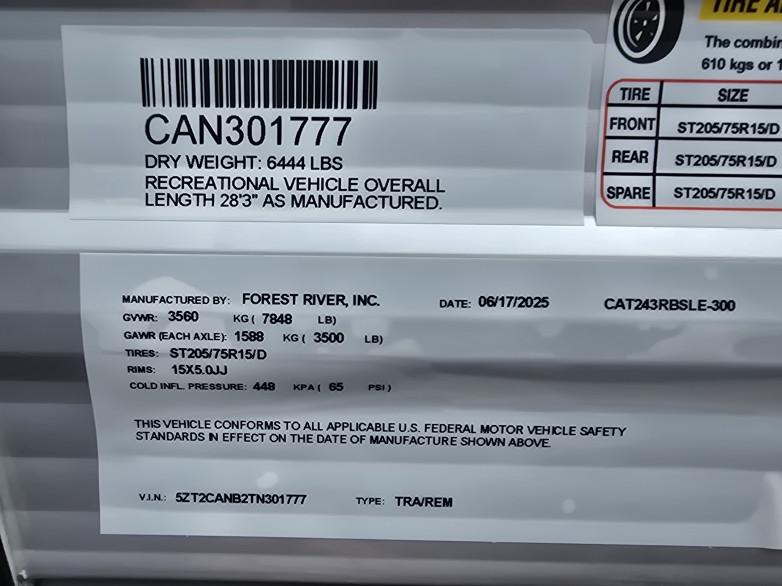 CAN301777
DRY WEIGHT: 6444 LBS
RECREATIONAL VEHICLE OVERALL
LENGTH 28'3" AS MANUFACTURED.
The combin
610 kgs or 1
TIRE SIZE
FRONT ST205/75R15/D
REAR ST205/75R15/D
SPARE ST205/75R15/D
MANUFACTURED BY: FOREST RIVER, INC. DATE: 06/17/2025 CAT243RBSLE-300
GVWR: 3560 KG ( 7848 LB)
GAWR (EACH AXLE): 1588 KG ( 3500 LB)
TIRES: ST205/75R15/D
RIMS: 15X5.0JJ
COLD INFL. PRESSURE: 448 KPA ( 65 PSI )
THIS VEHICLE CONFORMS TO ALL APPLICABLE U.S. FEDERAL MOTOR VEHICLE SAFETY
STANDARDS IN EFFECT ON THE DATE OF MANUFACTURE SHOWN ABOVE.
V.I.N.: 5ZT2CANB2TN301777 TYPE: TRA/REM